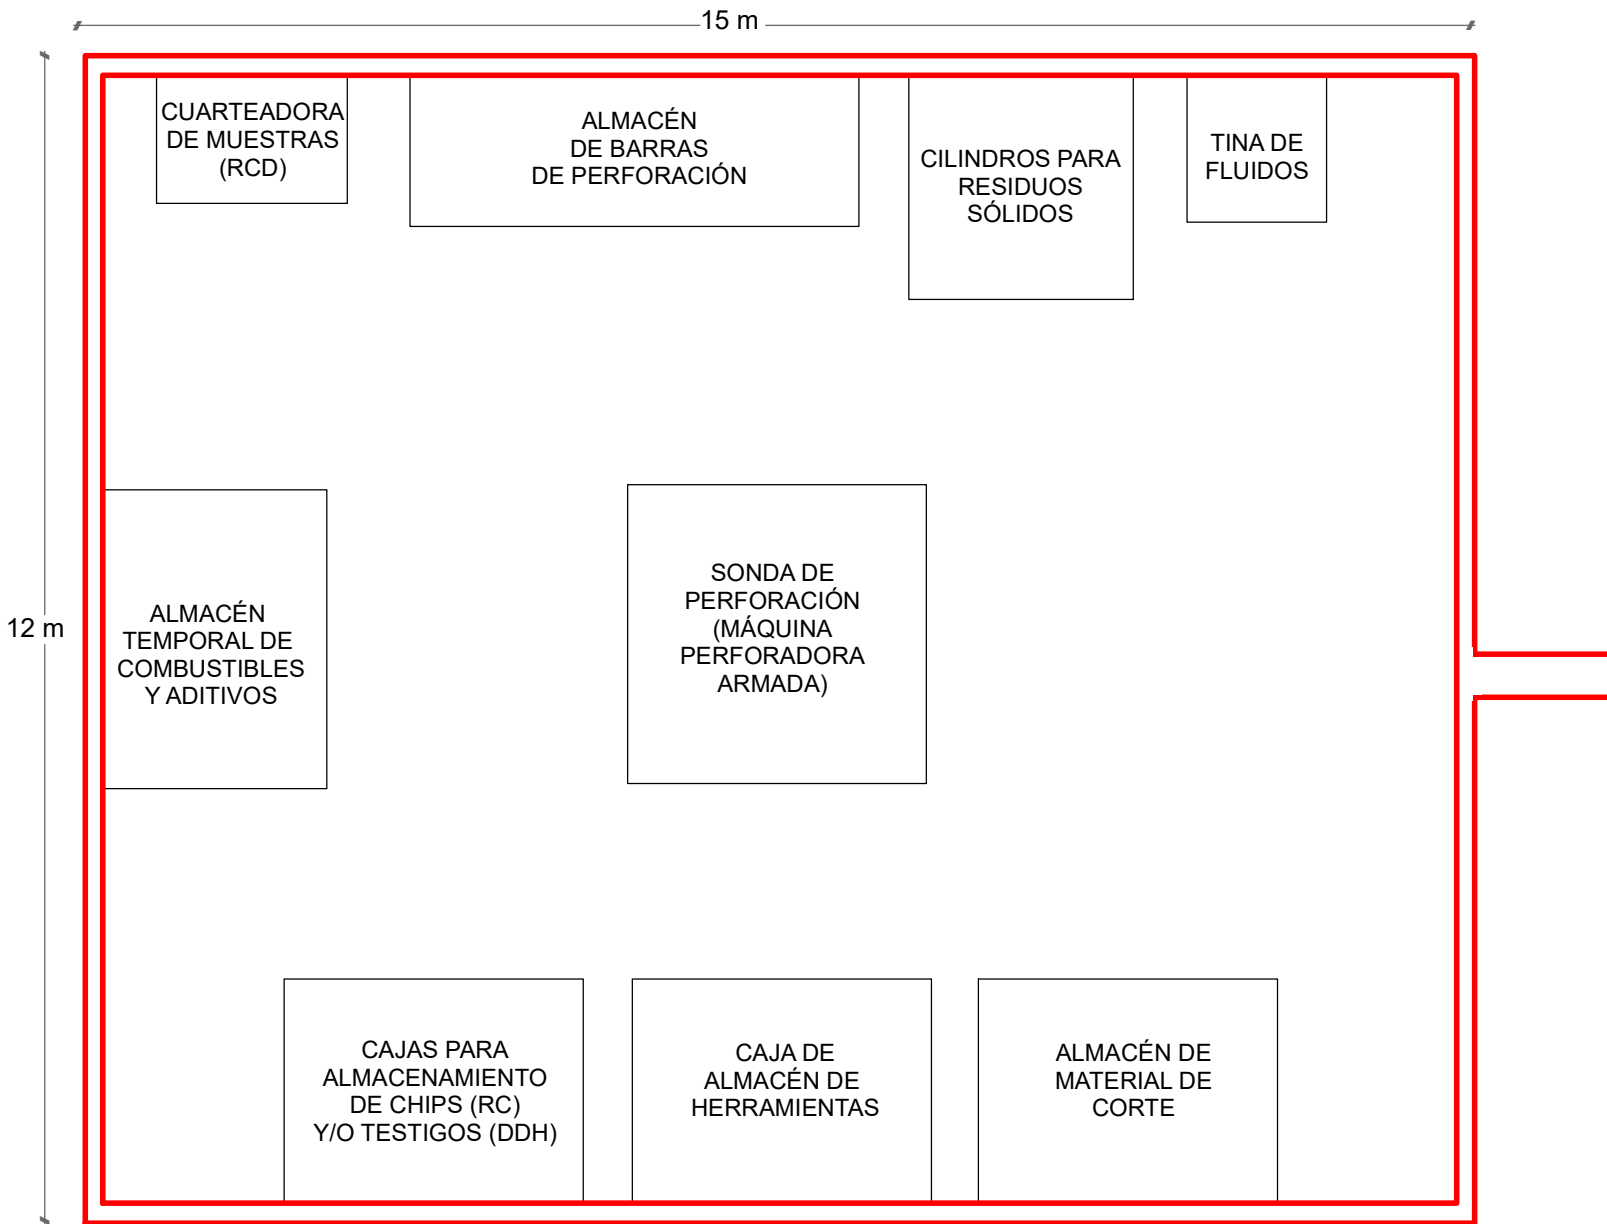 15 m
CUARTEADORA
DE MUESTRAS
(RCD)
ALMACÉN
DE BARRAS
DE PERFORACIÓN
CILINDROS PARA
RESIDUOS
SÓLIDOS
TINA DE
FLUIDOS
12 m
ALMACÉN
TEMPORAL DE
COMBUSTIBLES
Y ADITIVOS
SONDA DE
PERFORACIÓN
(MÁQUINA
PERFORADORA
ARMADA)
CAJAS PARA
ALMACENAMIENTO
DE CHIPS (RC)
Y/O TESTIGOS (DDH)
CAJA DE
ALMACÉN DE
HERRAMIENTAS
ALMACÉN DE
MATERIAL DE
CORTE